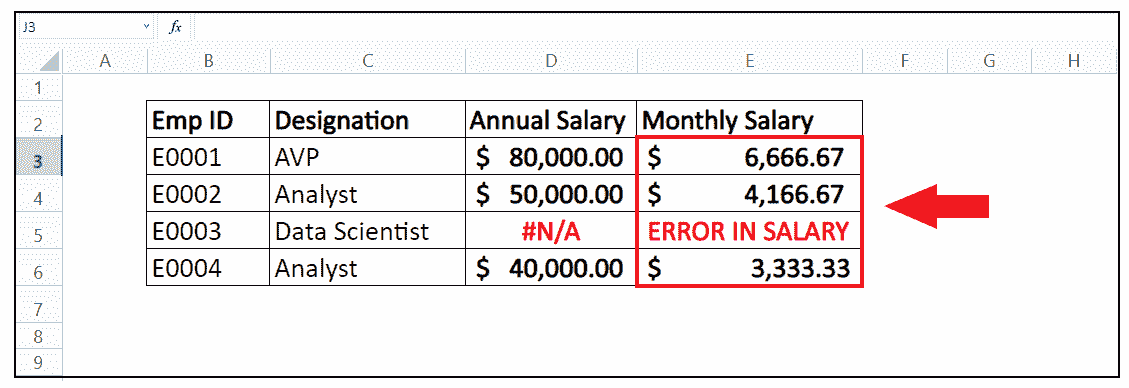 J3 fx
A B C D E F G H
1
2 Emp ID Designation Annual Salary Monthly Salary
3 E0001 AVP $ 80,000.00 $ 6,666.67
4 E0002 Analyst $ 50,000.00 $ 4,166.67
5 E0003 Data Scientist #N/A ERROR IN SALARY
6 E0004 Analyst $ 40,000.00 $ 3,333.33
7
8
9